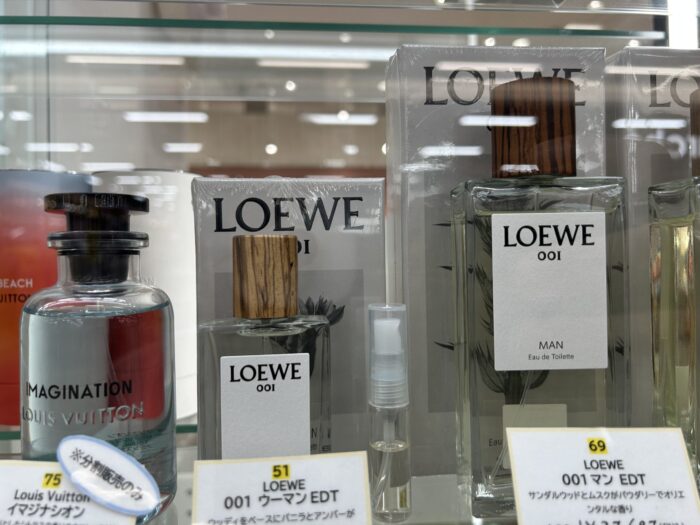 LOEWE
001
LOEWE
001
LOEWE
001
MAN
Eau de Toilette
LOEWE
001
BEACH
IMAGINATION
LOUIS VUITTON
※分割販売のみ
75
Louis Vuitton
イマジナシオン
51
LOEWE
001 ウーマン EDT
ウッディをベースにバニラとアンバーが
69
LOEWE
001 マン EDT
サンダルウッドとムスクがパウダリーでオリエ
ンタルな香り